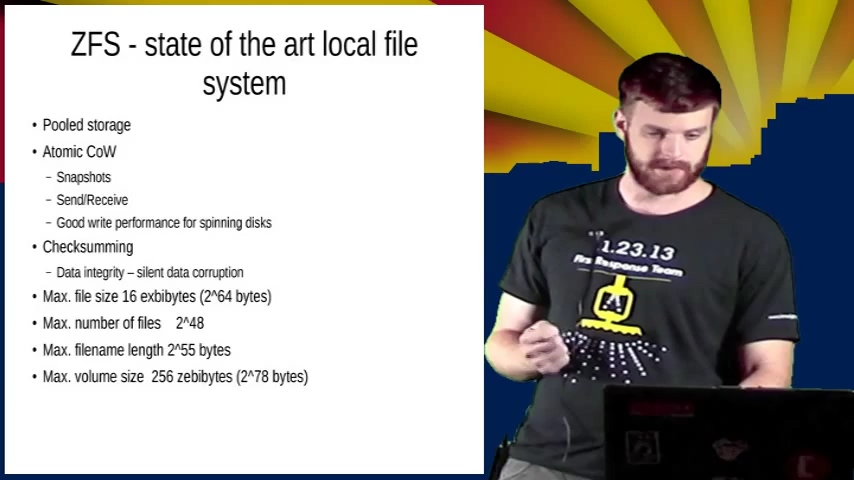 ZFS - state of the art local file
system
• Pooled storage
• Atomic CoW
– Snapshots
– Send/Receive
– Good write performance for spinning disks
• Checksumming
– Data integrity – silent data corruption
• Max. file size 16 exbibytes (2^64 bytes)
• Max. number of files 2^48
• Max. filename length 2^55 bytes
• Max. volume size 256 zebibytes (2^78 bytes)
1.23.13
First Response Team